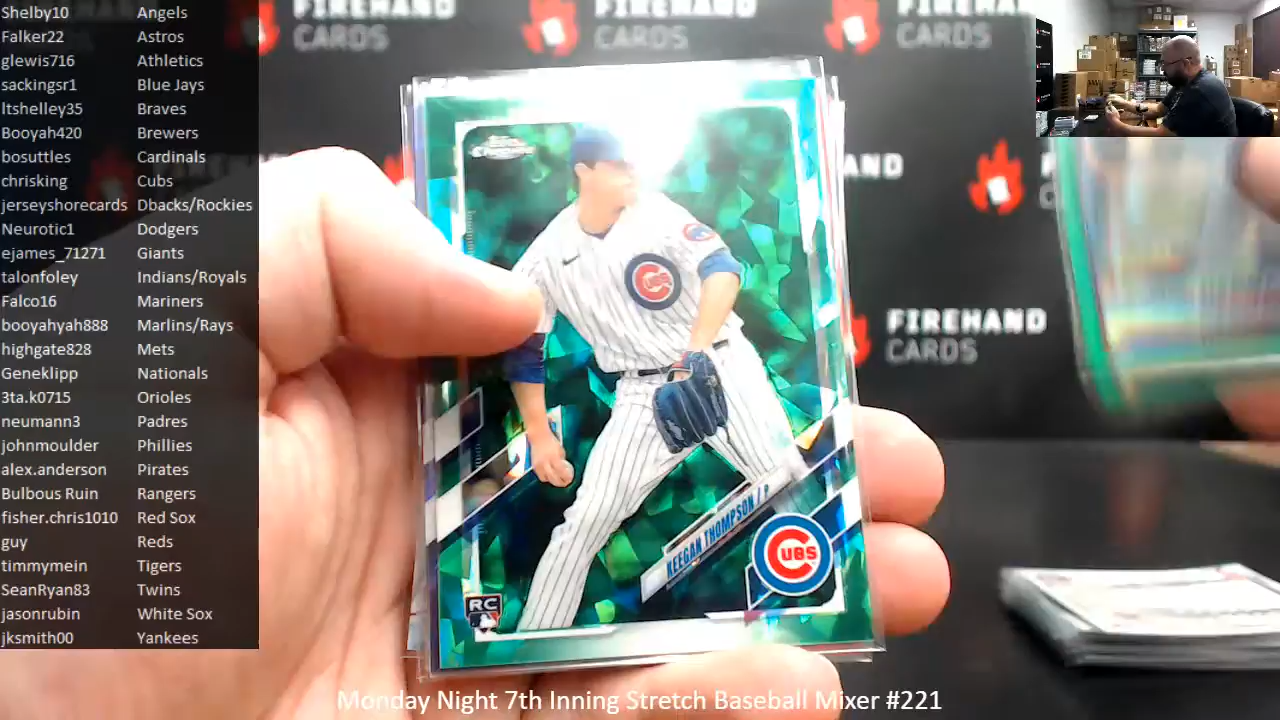 Shelby10 Angels
Falker22 Astros
glewis716 Athletics
sackingsr1 Blue Jays
ltshelley35 Braves
Booyah420 Brewers
bosuttles Cardinals
chrisking Cubs
jerseyshorecards Dbacks/Rockies
Neurotic1 Dodgers
ejames_71271 Giants
talonfoley Indians/Royals
Falco16 Mariners
booyahyah888 Marlins/Rays
highgate828 Mets
Geneklipp Nationals
3ta.k0715 Orioles
neumann3 Padres
johnmoulder Phillies
alex.anderson Pirates
Bulbous Ruin Rangers
fisher.chris1010 Red Sox
guy Reds
timmymein Tigers
SeanRyan83 Twins
jasonrubin White Sox
jksmith00 Yankees
FIREHAND
CARDS
FIREHAND
CARDS
FIREHAND
CARDS
FIREHAND
CARDS
CUBS
KEEGAN THOMPSON / P
CUBS
RC
Monday Night 7th Inning Stretch Baseball Mixer #221